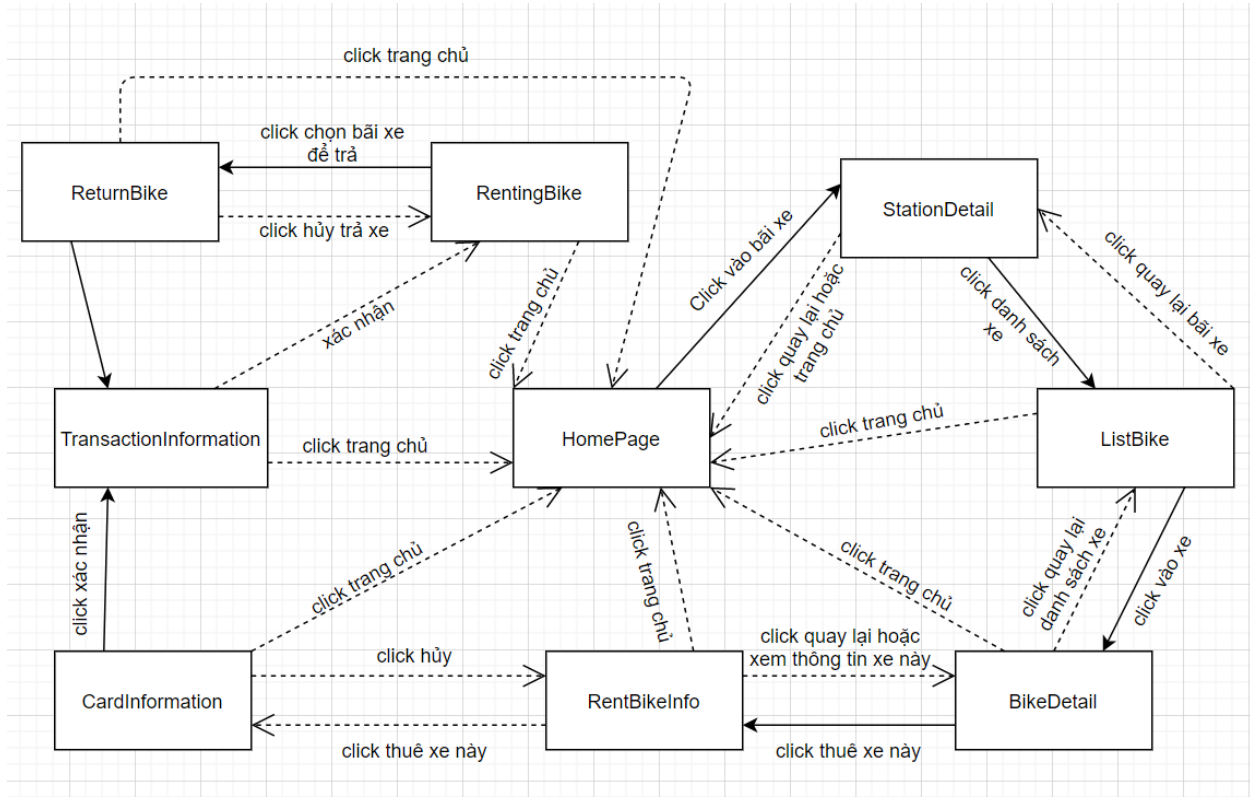 click trang chủ
click chọn bãi xe
để trả
ReturnBike
RentingBike
click hủy trả xe
StationDetail
Click vào bãi xe
click quay lại bãi xe
click trang chủ
xác nhận
click quay lại hoặc
trang chủ
click danh sách
xe
TransactionInformation
click trang chủ
HomePage
click trang chủ
ListBike
click xác nhận
click trang chủ
click trang chủ
click trang chủ
click quay lại
danh sách xe
click vào xe
click hủy
click quay lại hoặc
xem thông tin xe này
CardInformation
RentBikeInfo
BikeDetail
click thuê xe này
click thuê xe này